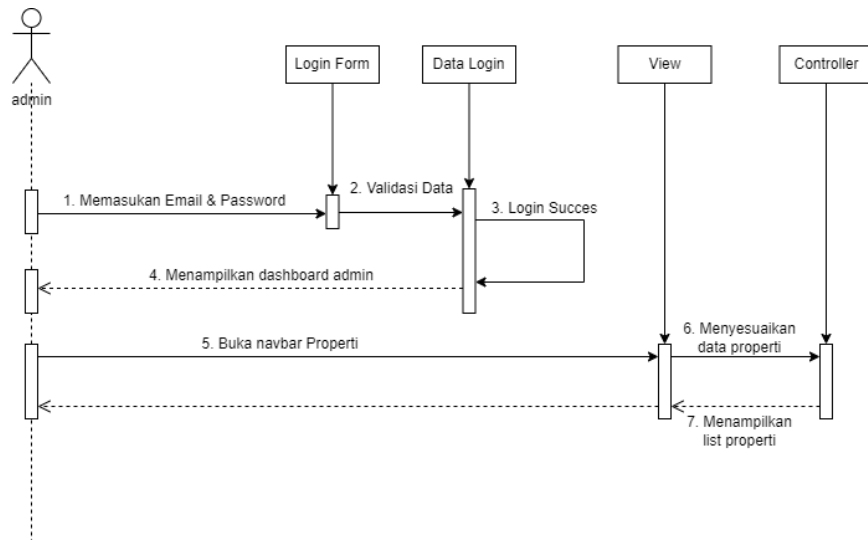 Login Form
Data Login
View
Controller
admin
1. Memasukan Email & Password
2. Validasi Data
3. Login Succes
4. Menampilkan dashboard admin
5. Buka navbar Properti
6. Menyesuaikan
data properti
7. Menampilkan
list properti